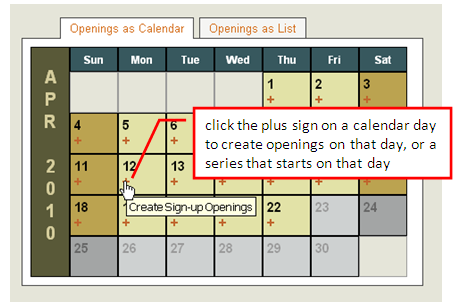 Openings as Calendar Openings as List
APR 2010
Sun Mon Tue Wed Thu Fri Sat
1 2 3
+ + +
4 5 6
+ + +
click the plus sign on a calendar day
to create openings on that day, or a
series that starts on that day
11 12 13
+ +
18 22 23 24
Create Sign-up Openings
+ + + + +
25 26 27 28 29 30